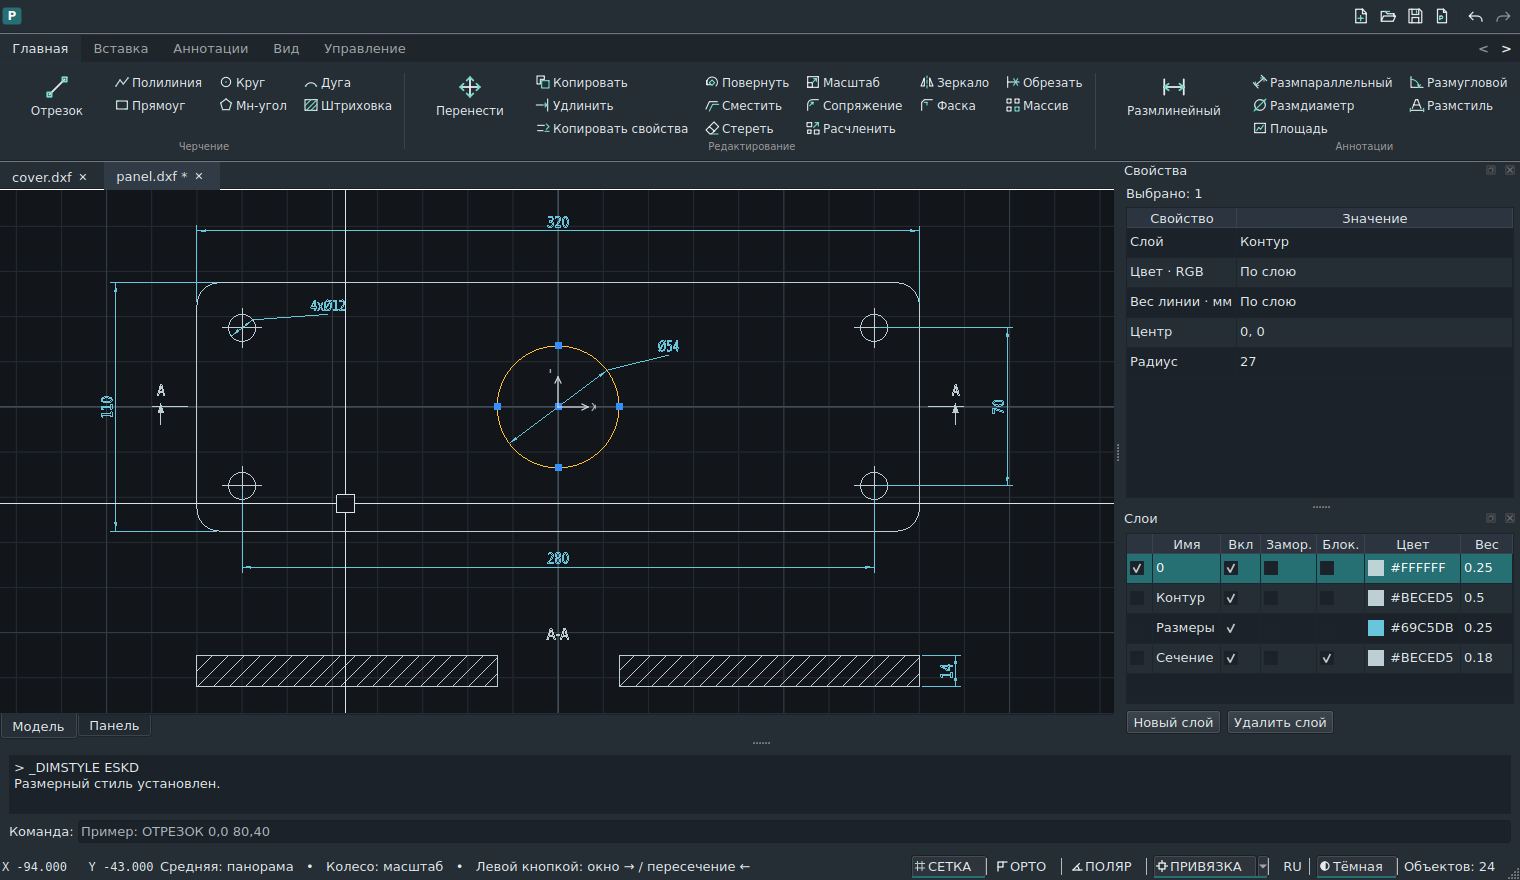 P
Главная Вставка Аннотации Вид Управление < >
Отрезок Полилиния Круг Дуга
Прямоуг Мн-угол Штриховка
Черчение
Перенести Копировать Повернуть Масштаб Зеркало Обрезать
Удлинить Сместить Сопряжение Фаска Массив
Копировать свойства Стереть Расчленить
Редактирование
Размлинейный Размпараллельный Размугловой
Размдиаметр Размстиль
Площадь
Аннотации
cover.dxf × panel.dxf * ×
320
4xØ12
Ø54
A A
110
70
X
280
A-A
14
Модель Панель
Свойства
Выбрано: 1
Свойство Значение
Слой Контур
Цвет · RGB По слою
Вес линии · мм По слою
Центр 0, 0
Радиус 27
Слои
Имя Вкл Замор. Блок. Цвет Вес
0 #FFFFFF 0.25
Контур #BECED5 0.5
Размеры #69C5DB 0.25
Сечение #BECED5 0.18
Новый слой Удалить слой
> _DIMSTYLE ESKD
Размерный стиль установлен.
Команда: Пример: ОТРЕЗОК 0,0 80,40
X -94.000 Y -43.000 Средняя: панорама • Колесо: масштаб • Левой кнопкой: окно → / пересечение ← СЕТКА ОРТО ПОЛЯР ПРИВЯЗКА RU Тёмная Объектов: 24